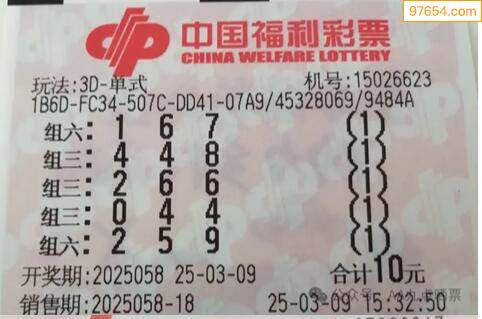 97654.com
中国福利彩票
CHINA WELFARE LOTTERY
玩法:3D-单式 机号:15026623
1B6D-FC34-507C-DD41-07A9/45328069/9484A
组六: 1 6 7 (1)
组三: 4 4 8 (1)
组三: 2 6 6 (1)
组三: 0 4 4 (1)
组六: 2 5 9 (1)
开奖期:2025058 25-03-09 合计10元
销售期:2025058-18 25-03-09 15:32:50